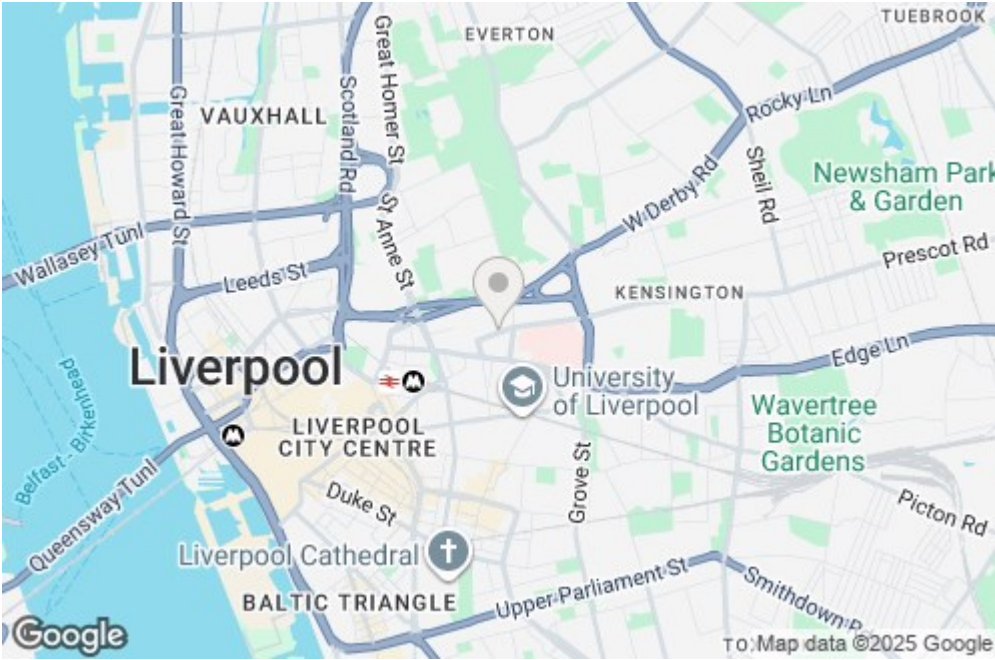 TUEBROOK
EVERTON
Great Homer St
Scotland Rd
Great Howard St
VAUXHALL
Rocky Ln
Sheil Rd
W Derby Rd
Newsham Park
& Garden
St Anne St
Wallasey Tunl
Leeds St
Prescot Rd
KENSINGTON
Liverpool
Edge Ln
University
of Liverpool
Belfast - Birkenhead
LIVERPOOL
CITY CENTRE
Wavertree
Botanic
Gardens
Grove St
Queensway Tunl
Duke St
Picton Rd
Liverpool Cathedral
BALTIC TRIANGLE
Upper Parliament St
Smithdown R
Google
TO
Map data ©2025 Google